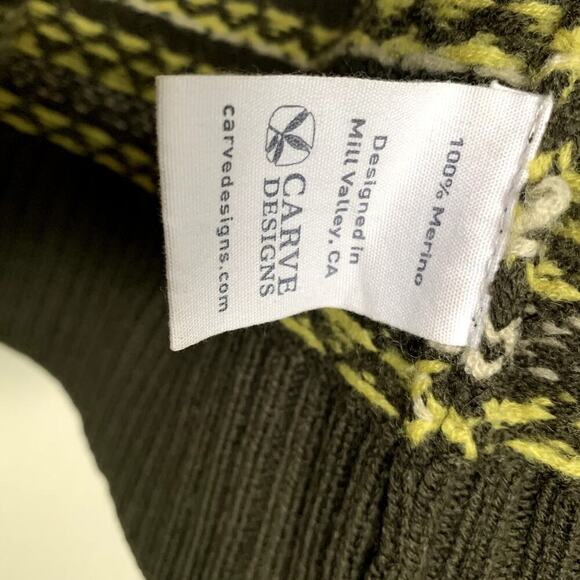 100% Merino
Designed in
Mill Valley, CA
CARVE
DESIGNS
carvedesigns.com